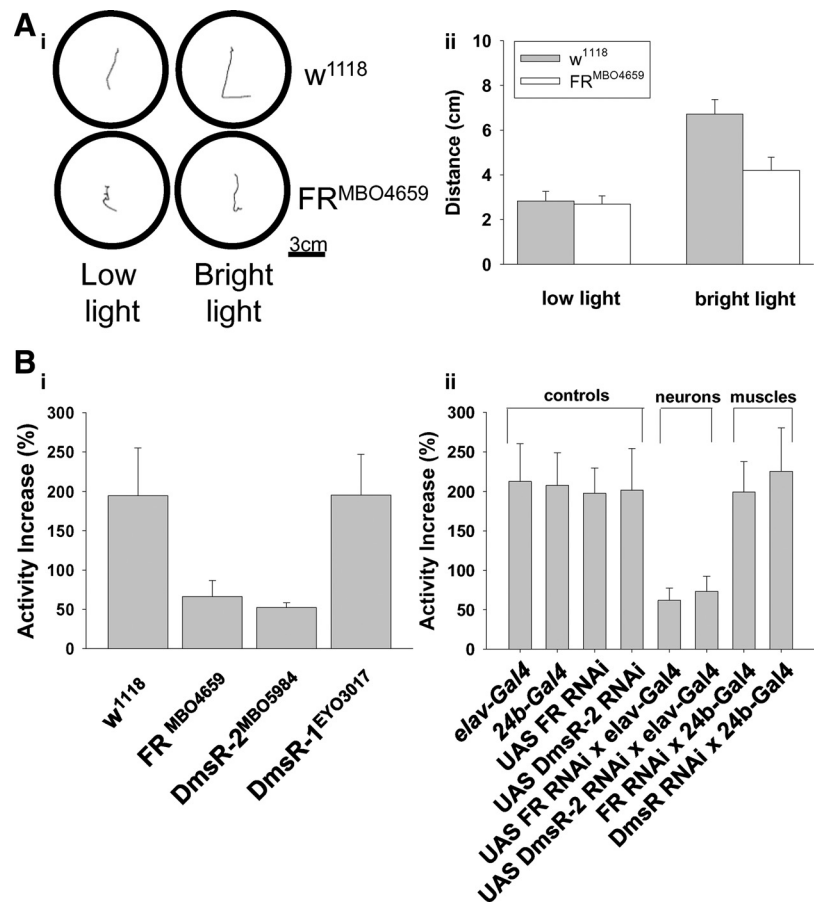 A
i
w1118
FRMBO4659
3cm
Low light
Bright light
ii
10
8
6
4
2
0
Distance (cm)
w1118
FRMBO4659
low light
bright light
B
i
300
250
200
150
100
50
0
Activity Increase (%)
w1118
FR MBO4659
DmsR-2MBO5984
DmsR-1EYO3017
ii
controls
neurons
muscles
300
250
200
150
100
50
0
Activity Increase (%)
elav-Gal4
24b-Gal4
UAS FR RNAi
UAS DmsR-2 RNAi
UAS FR RNAi x elav-Gal4
UAS DmsR-2 RNAi x elav-Gal4
FR RNAi x 24b-Gal4
DmsR RNAi x 24b-Gal4